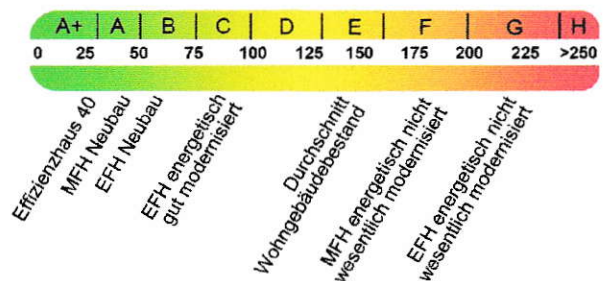 A+ A B C D E F G H
0 25 50 75 100 125 150 175 200 225 >250
Effizienzhaus 40
MFH Neubau
EFH Neubau
EFH energetisch
gut modernisiert
Durchschnitt
Wohngebäudebestand
MFH energetisch nicht
wesentlich modernisiert
EFH energetisch nicht
wesentlich modernisiert